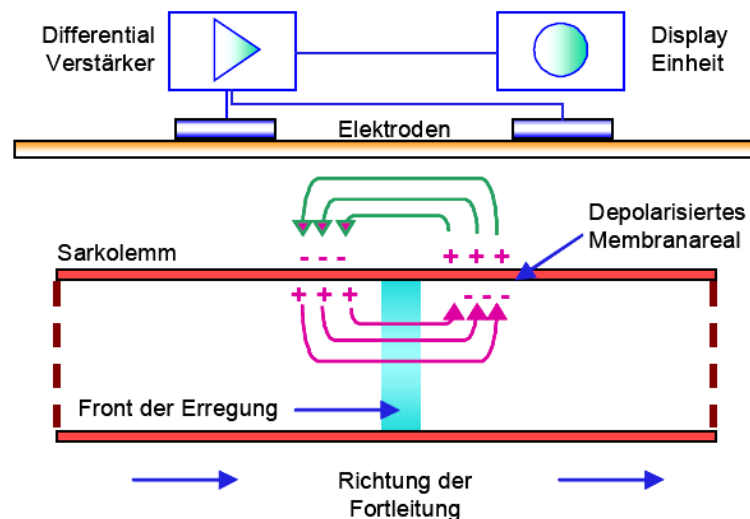 Differential
Verstärker
Display
Einheit
Elektroden
Depolarisiertes
Membranareal
Sarkolemm
- - -
+ + +
+ + +
- - -
Front der Erregung
Richtung der
Fortleitung